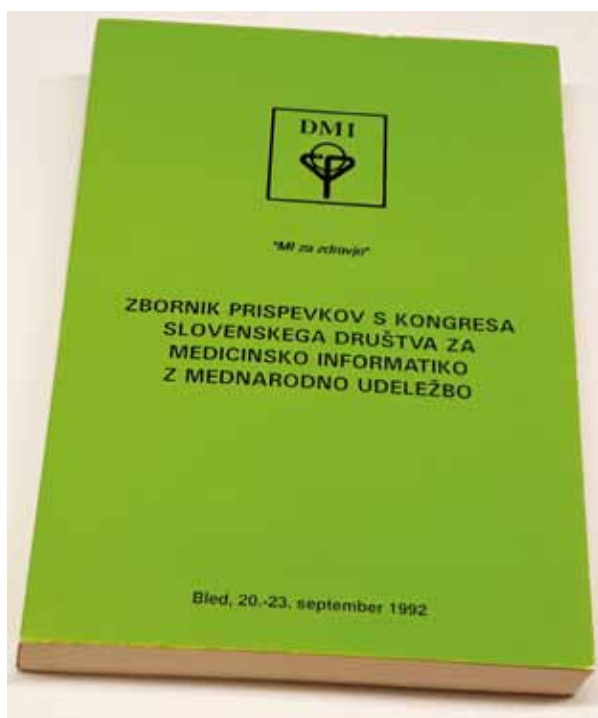 DMI
"MI za zdravje"
ZBORNIK PRISPEVKOV S KONGRESA
SLOVENSKEGA DRUŠTVA ZA
MEDICINSKO INFORMATIKO
Z MEDNARODNO UDELEŽBO
Bled, 20.-23. september 1992